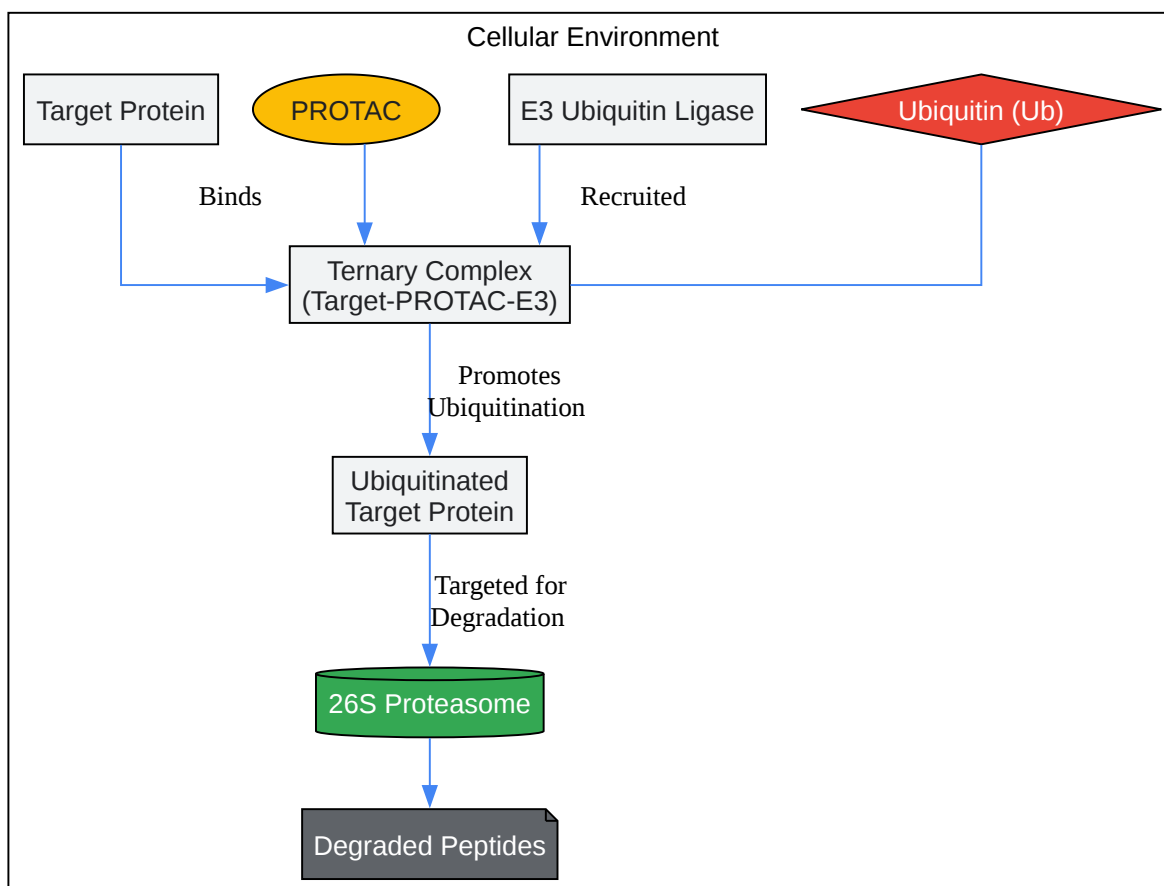 Cellular Environment
Target Protein
PROTAC
E3 Ubiquitin Ligase
Ubiquitin (Ub)
Binds
Recruited
Ternary Complex
(Target-PROTAC-E3)
Promotes
Ubiquitination
Ubiquitinated
Target Protein
Targeted for
Degradation
26S Proteasome
Degraded Peptides